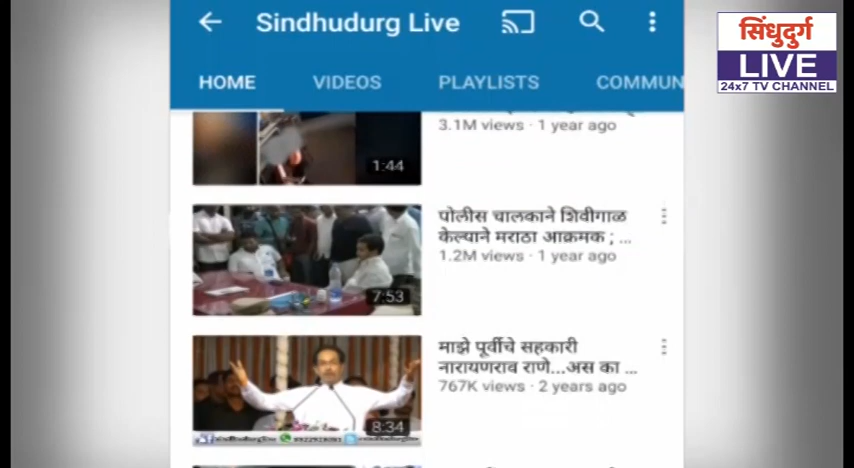 Sindhudurg Live
HOME VIDEOS PLAYLISTS COMMUN
सिंधुदुर्ग
LIVE
24x7 TV CHANNEL
3.1M views · 1 year ago
1:44
पोलीस चालकाने शिवीगाळ
केल्याने मराठा आक्रमक ; ...
1.2M views · 1 year ago
7:53
माझे पूर्वीचे सहकारी
नारायणराव राणे...अस का ...
767K views · 2 years ago
8:34